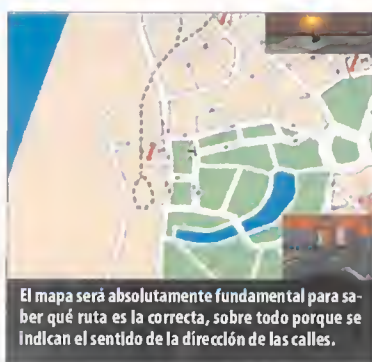 El mapa será absolutamente fundamental para sa-
ber qué ruta es la correcta, sobre todo porque se
indican el sentido de la dirección de las calles.